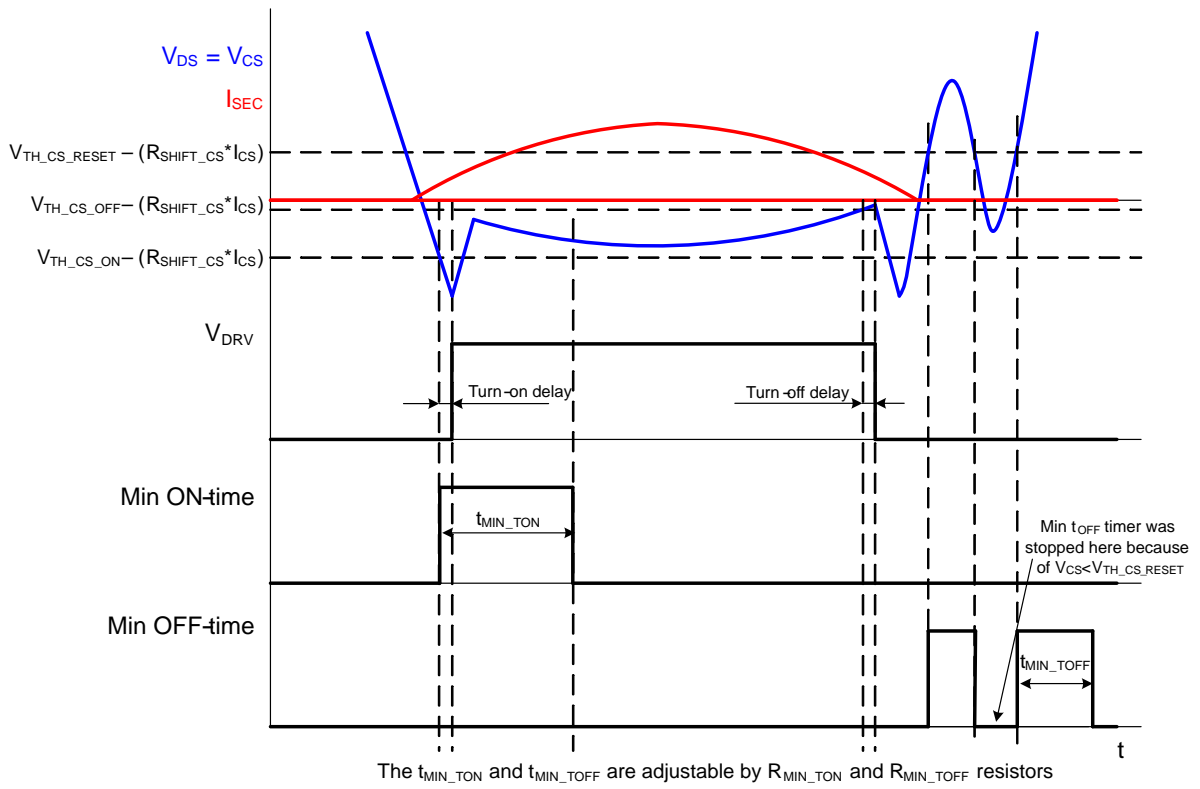 VDS = VCS
ISEC
VTH_CS_RESET – (RSHIFT_CS*ICS)
VTH_CS_OFF – (RSHIFT_CS*ICS)
VTH_CS_ON – (RSHIFT_CS*ICS)
VDRV
Turn-on delay
Turn-off delay
Min ON-time
tMIN_TON
Min tOFF timer was
stopped here because
of VCS<VTH_CS_RESET
Min OFF-time
tMIN_TOFF
t
The tMIN_TON and tMIN_TOFF are adjustable by RMIN_TON and RMIN_TOFF resistors